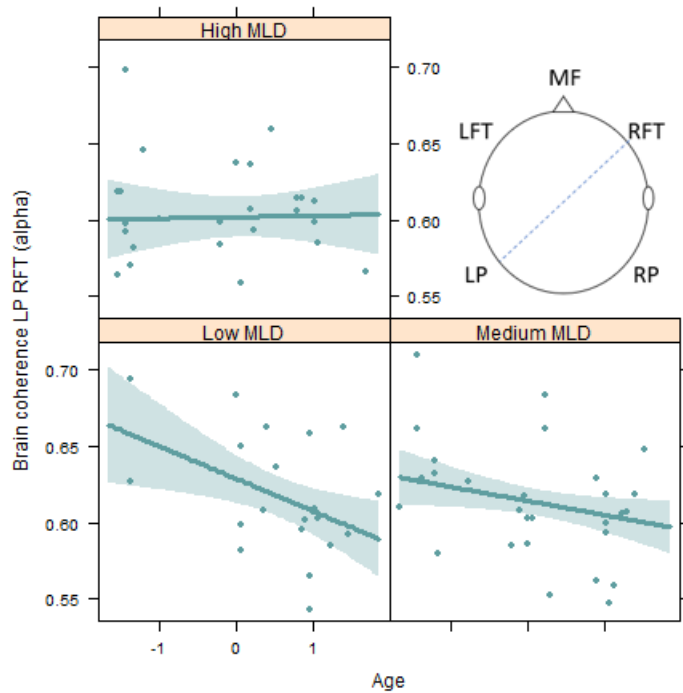 High MLD
0.70
0.65
0.60
0.55
MF
LFT
RFT
LP
RP
Brain coherence LP RFT (alpha)
Low MLD
Medium MLD
0.70
0.65
0.60
0.55
-1
0
1
Age